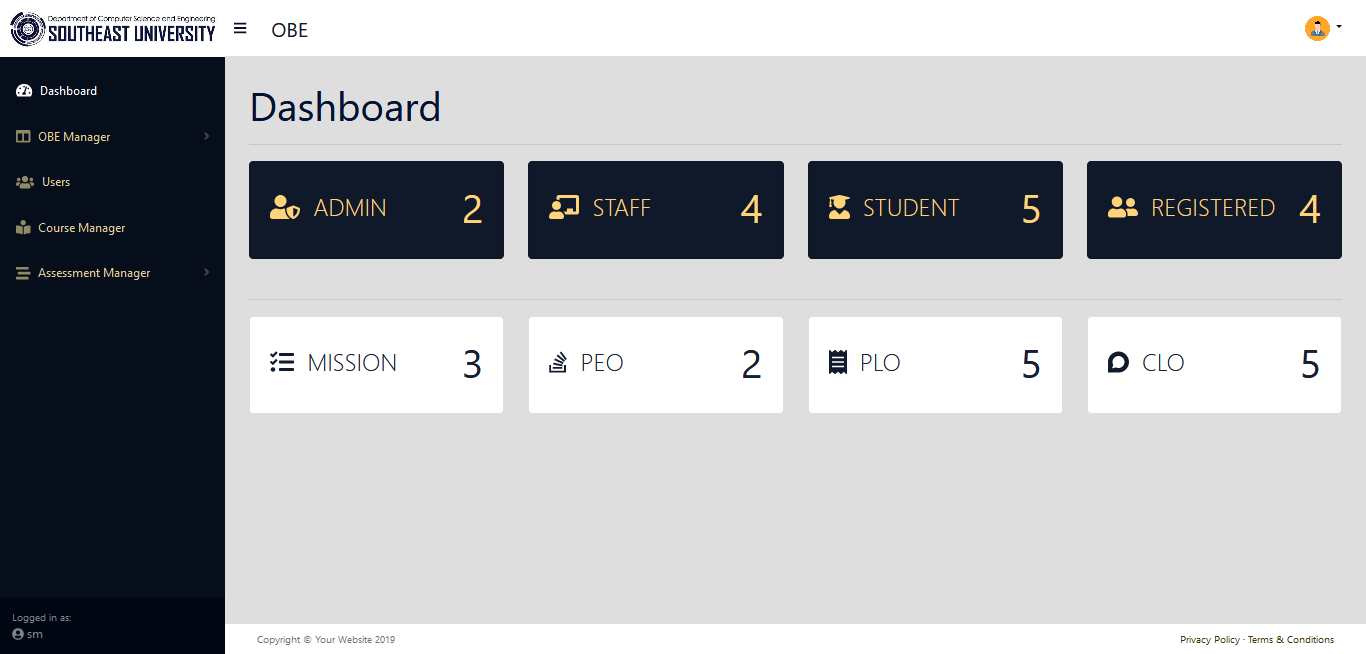 Department of Computer Science and Engineering
SOUTHEAST UNIVERSITY
OBE
Dashboard
OBE Manager
Users
Course Manager
Assessment Manager
Logged in as:
sm
Dashboard
ADMIN 2
STAFF 4
STUDENT 5
REGISTERED 4
MISSION 3
PEO 2
PLO 5
CLO 5
Copyright © Your Website 2019
Privacy Policy · Terms & Conditions